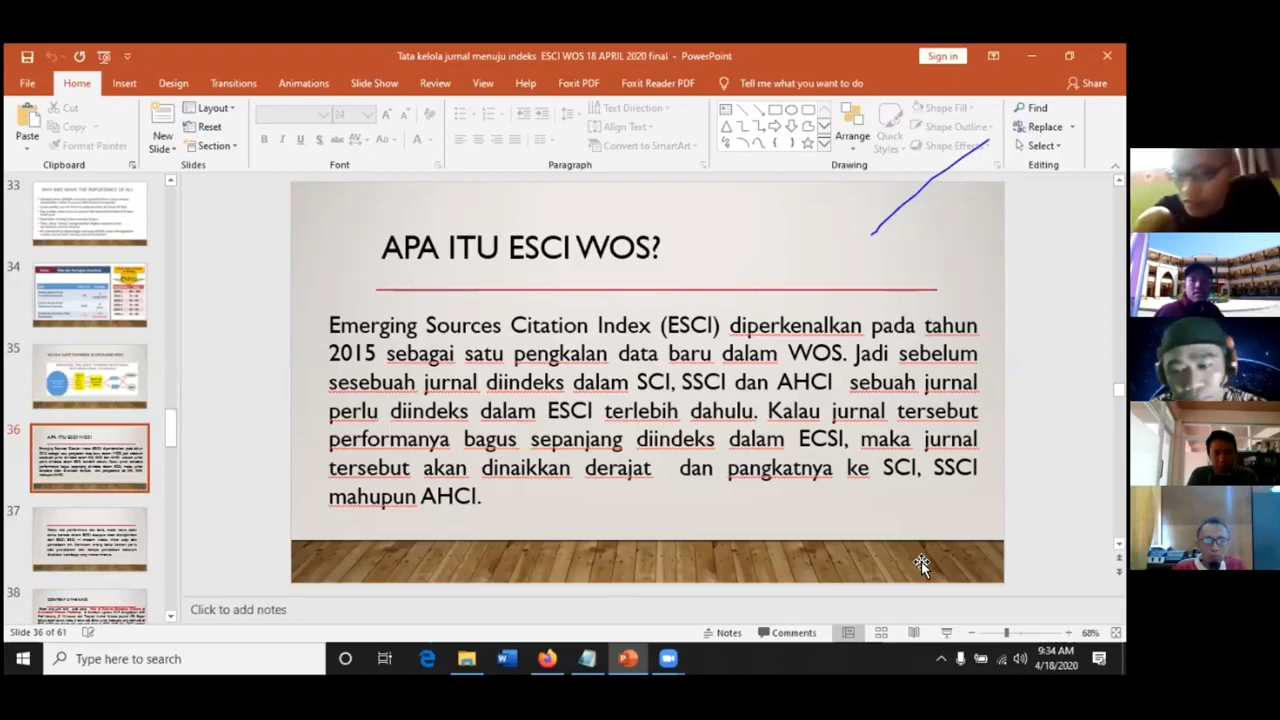 Tata kelola jurnal menuju indeks ESCI WOS 18 APRIL 2020 final - PowerPoint
Sign in
File Home Insert Design Transitions Animations Slide Show Review View Help Foxit PDF Foxit Reader PDF Tell me what you want to do Share
Paste
Cut
Copy
Format Painter
Clipboard
New Slide
Layout
Reset
Section
Slides
24
Font
Text Direction
Align Text
Convert to SmartArt
Paragraph
Arrange
Quick Styles
Shape Fill
Shape Outline
Shape Effects
Drawing
Find
Replace
Select
Editing
33
34
35
36
37
38
APA ITU ESCI WOS?
Emerging Sources Citation Index (ESCI) diperkenalkan pada tahun
2015 sebagai satu pengkalan data baru dalam WOS. Jadi sebelum
sesebuah jurnal diindeks dalam SCI, SSCI dan AHCI sebuah jurnal
perlu diindeks dalam ESCI terlebih dahulu. Kalau jurnal tersebut
performanya bagus sepanjang diindeks dalam ECSI, maka jurnal
tersebut akan dinaikkan derajat dan pangkatnya ke SCI, SSCI
mahupun AHCI.
Click to add notes
Slide 36 of 61
Notes Comments 68%
Type here to search
9:34 AM
4/18/2020